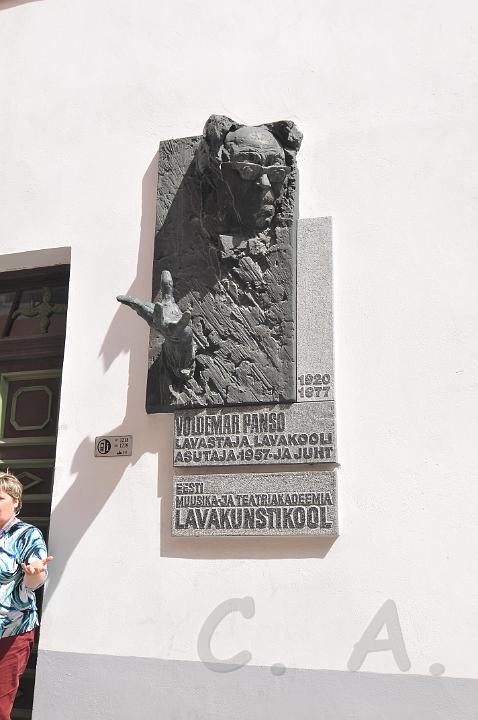 1920
1977
VOLDEMAR PANSO
LAVASTAJA, LAVAKOOLI
ASUTAJA 1957-JA JUHT
EESTI
MUUSIKA-JA TEATRIAKADEEMIA
LAVAKUNSTIKOOL
C. A.